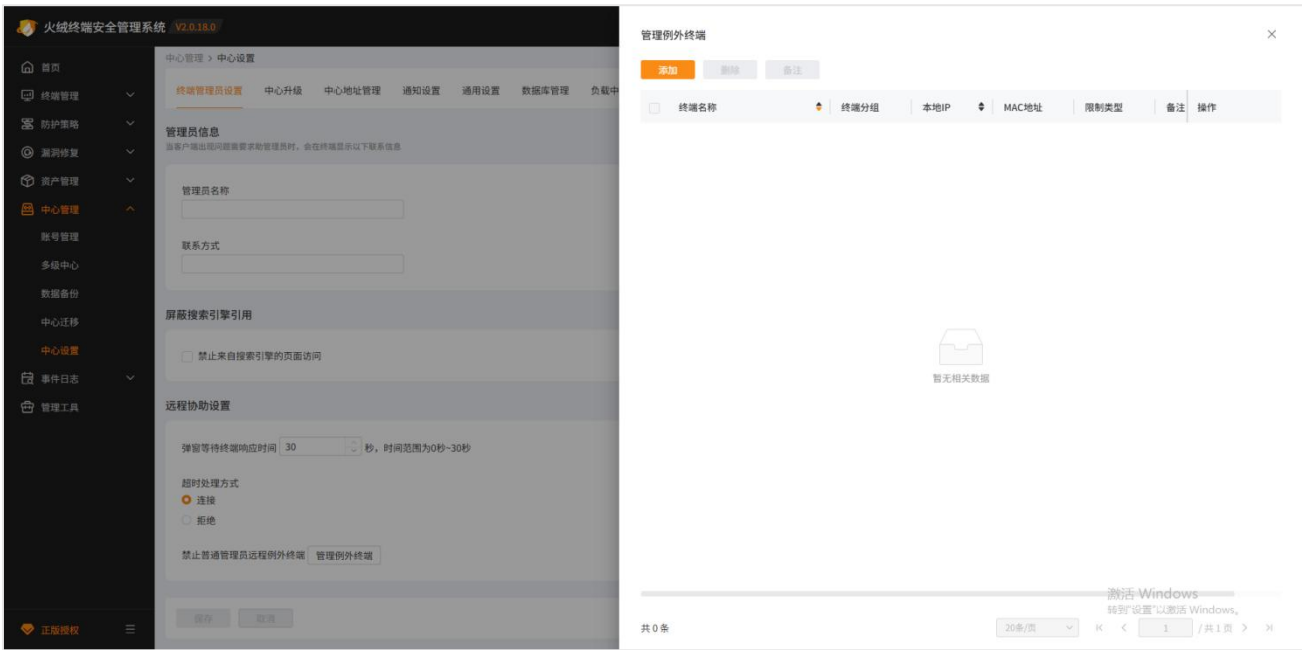 火绒终端安全管理系统 V2.0.18.0
首页
终端管理
防护策略
漏洞修复
资产管理
中心管理
账号管理
多级中心
数据备份
中心迁移
中心设置
事件日志
管理工具
正版授权
中心管理 > 中心设置
终端管理员设置 中心升级 中心地址管理 通知设置 通用设置 数据库管理 负载中
管理员信息
当客户端出现问题需要求助管理员时，会在终端显示以下联系信息
管理员名称
联系方式
屏蔽搜索引擎引用
禁止来自搜索引擎的页面访问
远程协助设置
弹窗等待终端响应时间 30 秒，时间范围为0秒~30秒
超时处理方式
连接
拒绝
禁止普通管理员远程例外终端 管理例外终端
保存 取消
管理例外终端
添加 删除 备注
终端名称 终端分组 本地IP MAC地址 限制类型 备注 操作
暂无相关数据
激活 Windows
转到"设置"以激活 Windows。
共 0 条 20条/页 1 / 共 1 页